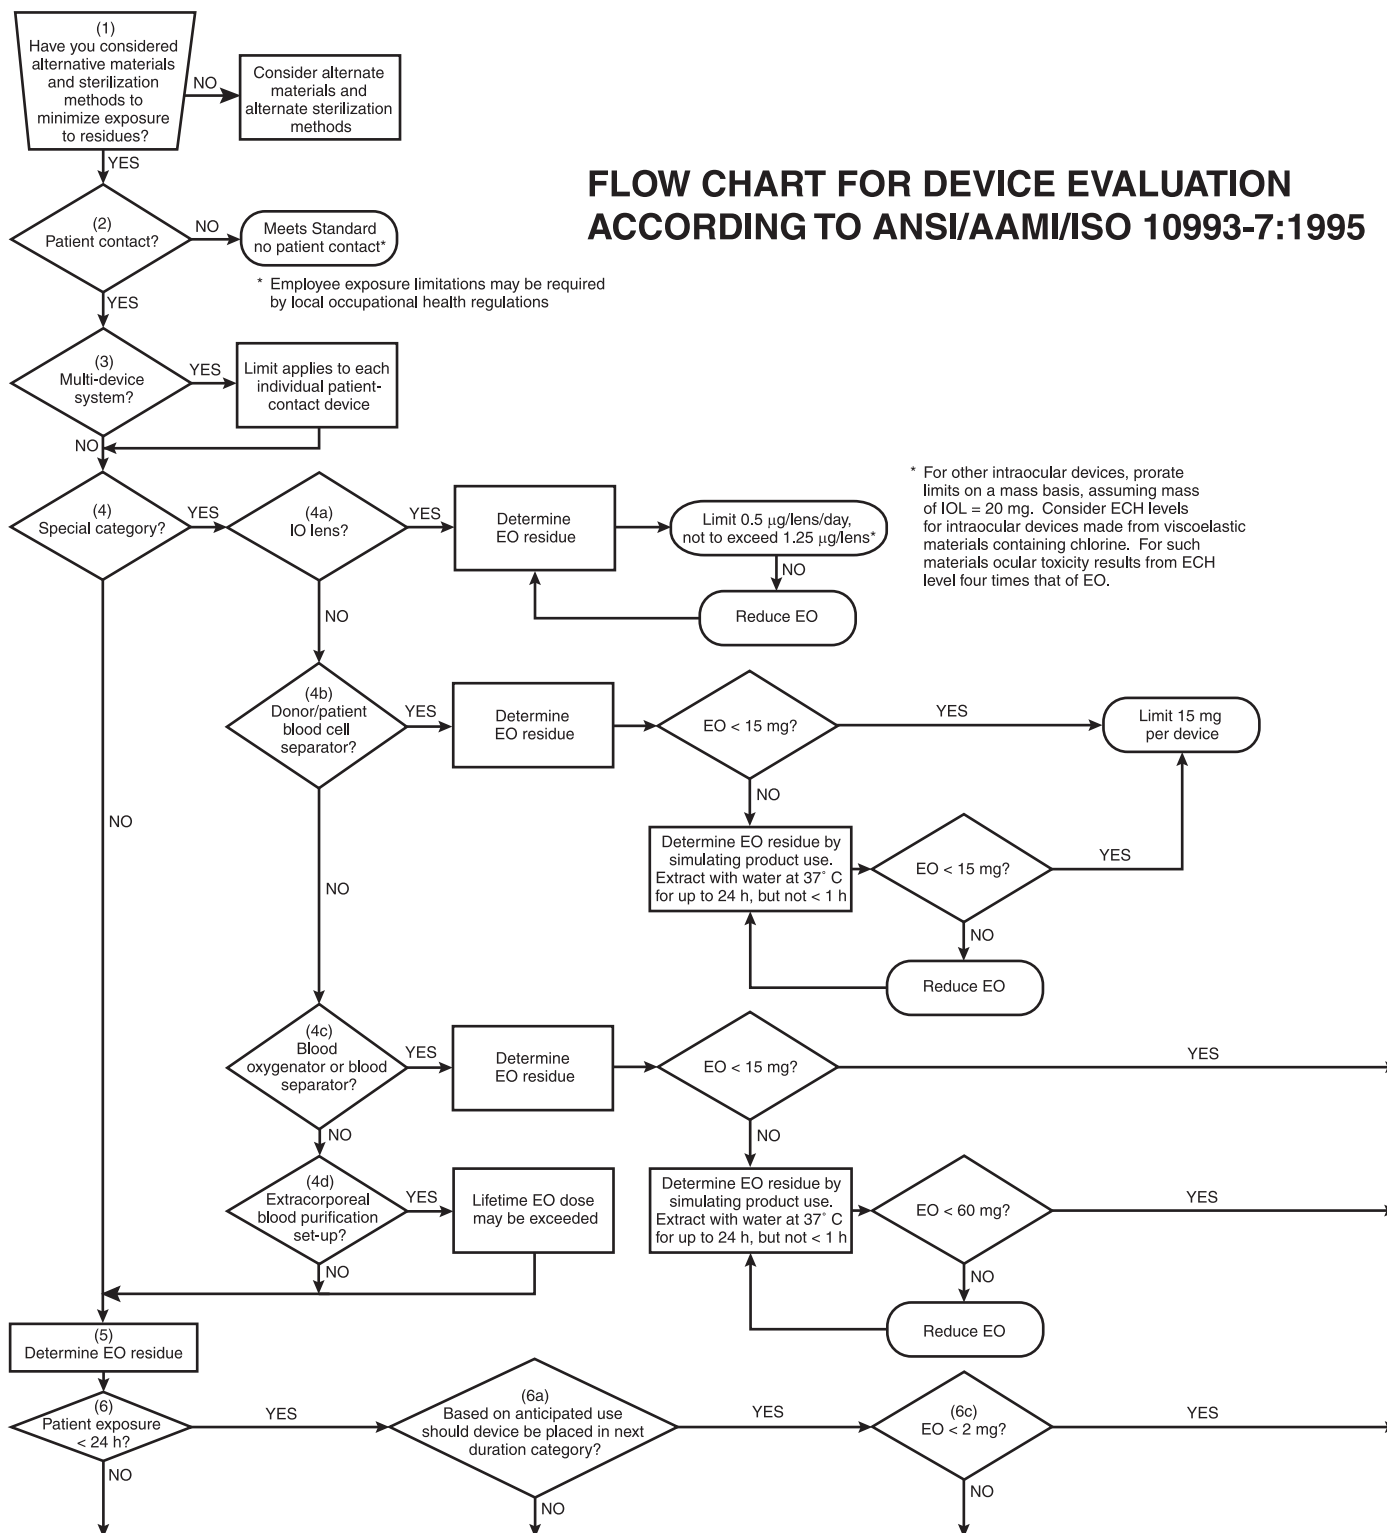 (1)
Have you considered
alternative materials
and sterilization
methods to
minimize exposure
to residues?
NO
Consider alternate
materials and
alternate sterilization
methods
YES
FLOW CHART FOR DEVICE EVALUATION
ACCORDING TO ANSI/AAMI/ISO 10993-7:1995
(2)
Patient contact?
NO
Meets Standard
no patient contact*
* Employee exposure limitations may be required
by local occupational health regulations
YES
(3)
Multi-device
system?
YES
Limit applies to each
individual patient-
contact device
NO
(4)
Special category?
YES
(4a)
IO lens?
YES
Determine
EO residue
Limit 0.5 µg/lens/day,
not to exceed 1.25 µg/lens*
NO
Reduce EO
* For other intraocular devices, prorate
limits on a mass basis, assuming mass
of IOL = 20 mg. Consider ECH levels
for intraocular devices made from viscoelastic
materials containing chlorine. For such
materials ocular toxicity results from ECH
level four times that of EO.
NO
(4b)
Donor/patient
blood cell
separator?
YES
Determine
EO residue
EO < 15 mg?
YES
Limit 15 mg
per device
NO
NO
Determine EO residue by
simulating product use.
Extract with water at 37° C
for up to 24 h, but not < 1 h
EO < 15 mg?
YES
NO
NO
Reduce EO
(4c)
Blood
oxygenator or blood
separator?
YES
Determine
EO residue
EO < 15 mg?
YES
NO
NO
(4d)
Extracorporeal
blood purification
set-up?
YES
Lifetime EO dose
may be exceeded
Determine EO residue by
simulating product use.
Extract with water at 37° C
for up to 24 h, but not < 1 h
EO < 60 mg?
YES
NO
NO
Reduce EO
(5)
Determine EO residue
(6)
Patient exposure
< 24 h?
YES
(6a)
Based on anticipated use
should device be placed in next
duration category?
YES
(6c)
EO < 2 mg?
YES
NO
NO
NO